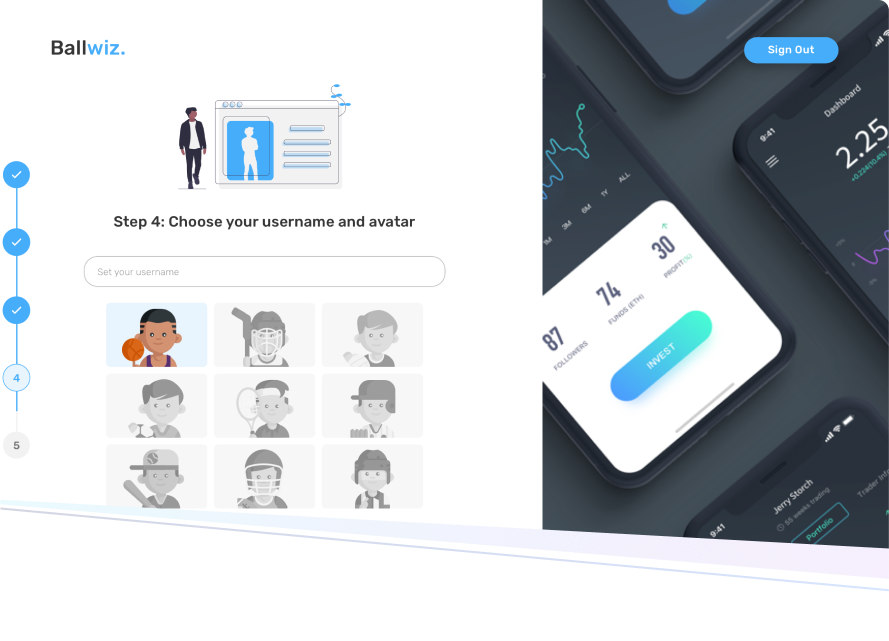 Ballwiz.
Sign Out
Step 4: Choose your username and avatar
Set your username
4
5
ALL
1Y
6M
3M
1M
30
PROFIT(%)
74
FUNDS (ETH)
87
FOLLOWERS
INVEST
9:41
Dashboard
2.25
+0.224(10.4%)
9:41
Jerry Storch
55 weeks trading
Portfolio